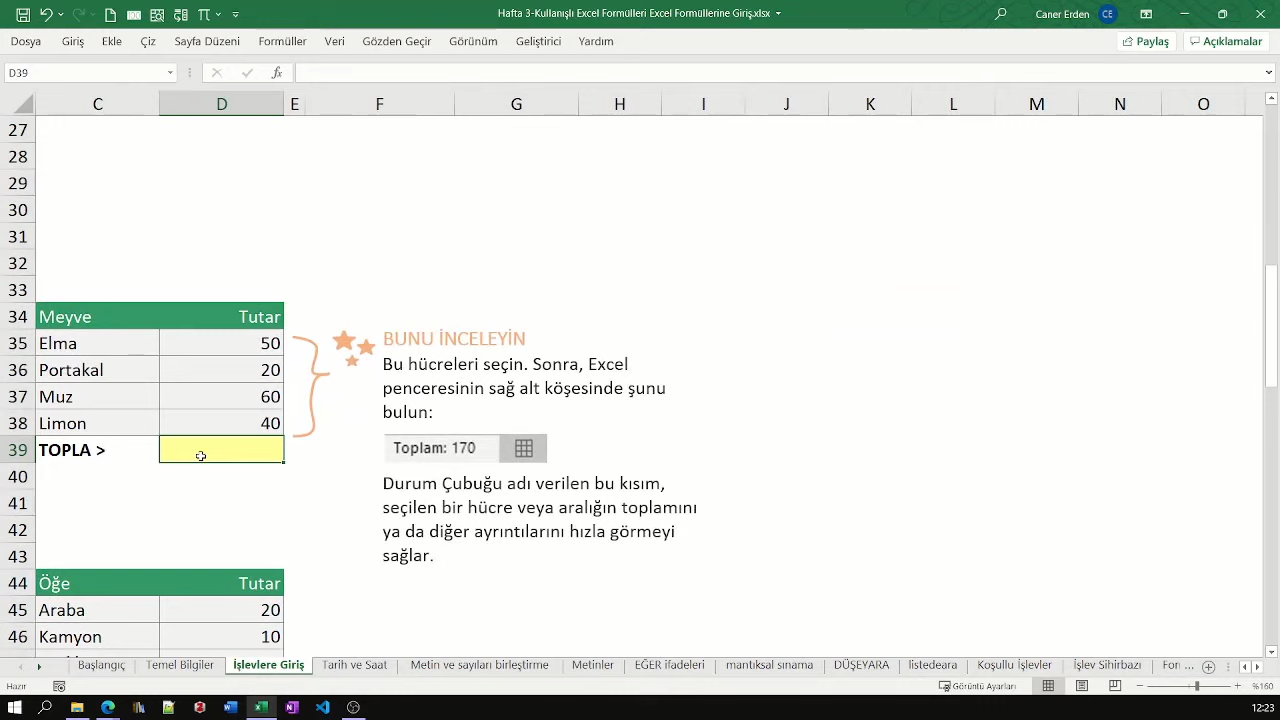 Hafta 3-Kullanışlı Excel Formülleri Excel Formüllerine Giriş.xlsx
Caner Erden CE
Dosya Giriş Ekle Çiz Sayfa Düzeni Formüller Veri Gözden Geçir Görünüm Geliştirici Yardım Paylaş Açıklamalar
D39 fx
C D E F G H I J K L M N O
27
28
29
30
31
32
33
34 Meyve Tutar
35 Elma 50
36 Portakal 20
37 Muz 60
38 Limon 40
39 TOPLA >
40
41
42
43
44 Öğe Tutar
45 Araba 20
46 Kamyon 10
BUNU İNCELEYİN
Bu hücreleri seçin. Sonra, Excel
penceresinin sağ alt köşesinde şunu
bulun:
Toplam: 170
Durum Çubuğu adı verilen bu kısım,
seçilen bir hücre veya aralığın toplamını
ya da diğer ayrıntılarını hızla görmeyi
sağlar.
Başlangıç Temel Bilgiler İşlevlere Giriş Tarih ve Saat Metin ve sayıları birleştirme Metinler EĞER ifadeleri mantıksal sınama DÜŞEYARA listedeara Koşullu İşlevler İşlev Sihirbazı For ...
Hazır Görüntü Ayarları %160
12:23